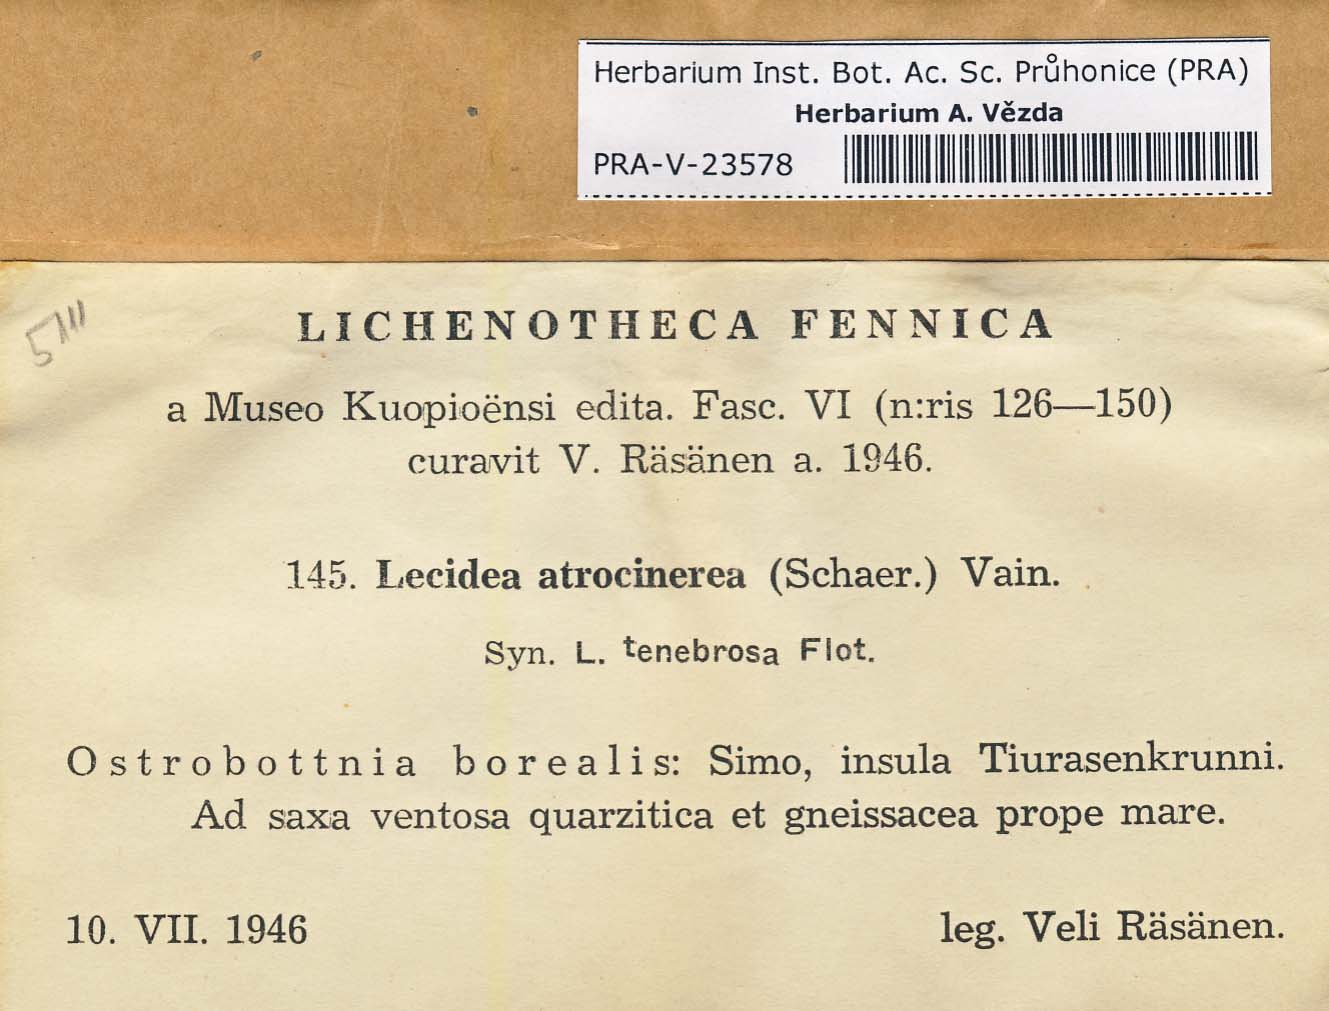 Herbarium Inst. Bot. Ac. Sc. Průhonice (PRA)
Herbarium A. Vězda
PRA-V-23578
LICHENOTHECA FENNICA
a Museo Kuopioënsi edita. Fasc. VI (n:ris 126—150)
curavit V. Räsänen a. 1946.
145. Lecidea atrocinerea (Schaer.) Vain.
Syn. L. tenebrosa Flot.
Ostrobottnia borealis: Simo, insula Tiurasenkrunni.
Ad saxa ventosa quarzitica et gneissacea prope mare.
10. VII. 1946 leg. Veli Räsänen.